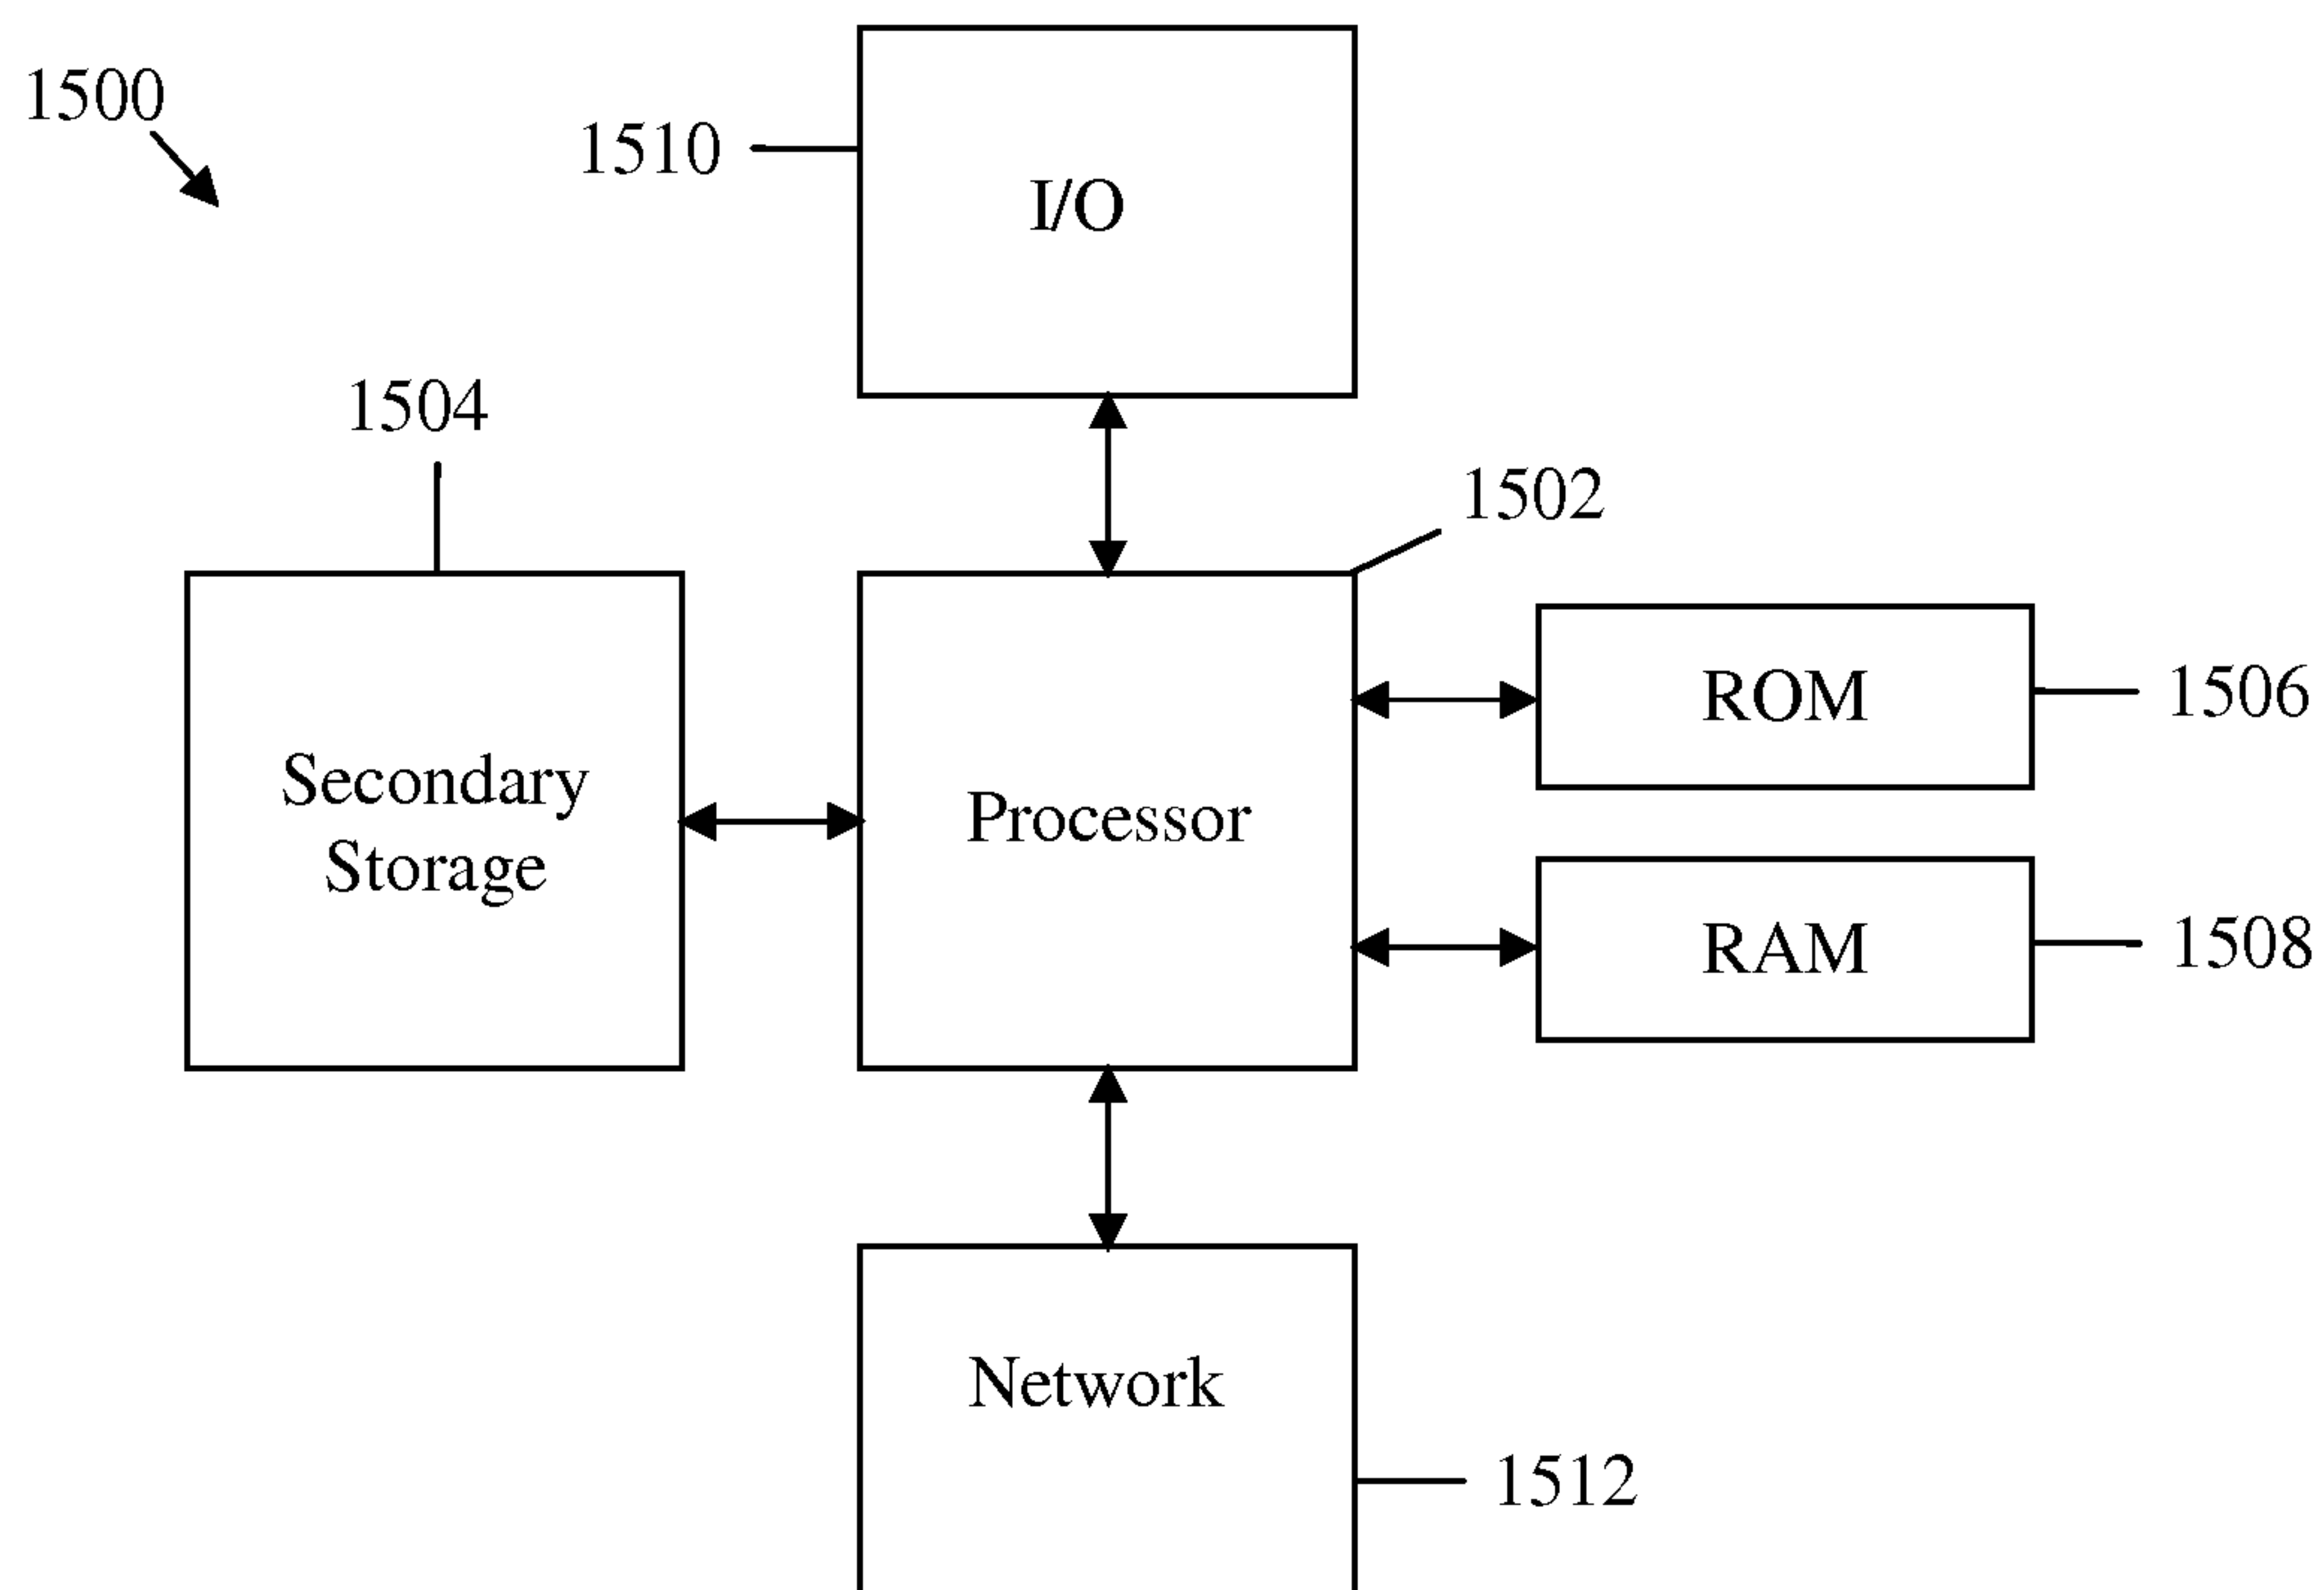 1500
1510
I/O
1504
1502
Secondary
Storage
Processor
ROM
1506
RAM
1508
Network
1512